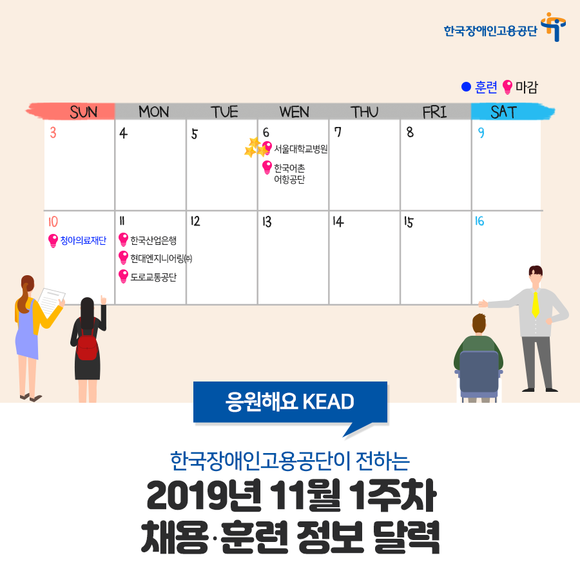 한국장애인고용공단
훈련 마감
SUN MON TUE WEN THU FRI SAT
3 4 5 6 7 8 9
서울대학교병원
한국어촌
어항공단
10 11 12 13 14 15 16
청아의료재단
한국산업은행
현대엔지니어링㈜
도로교통공단
응원해요 KEAD
한국장애인고용공단이 전하는
2019년 11월 1주차
채용·훈련 정보 달력